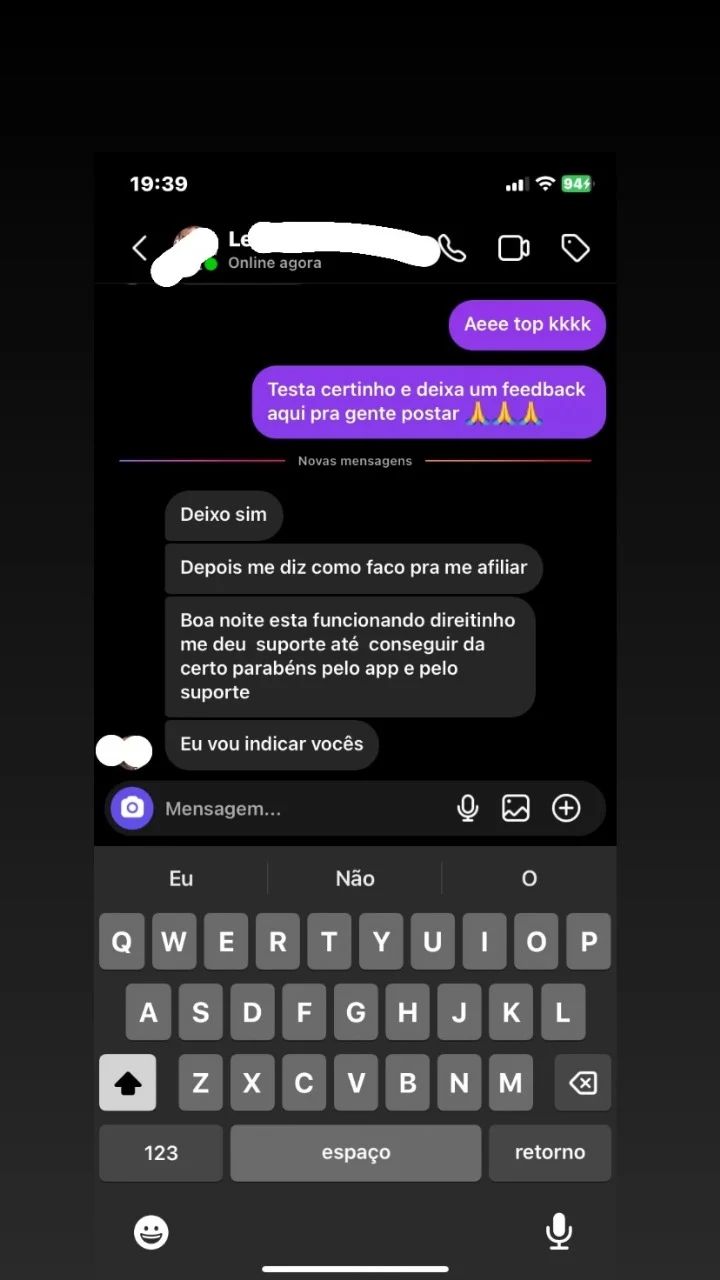 19:39
94
Le
Online agora
Aeee top kkkk
Testa certinho e deixa um feedback
aqui pra gente postar 🙏🙏🙏
Novas mensagens
Deixo sim
Depois me diz como faco pra me afiliar
Boa noite esta funcionando direitinho
me deu  suporte até  conseguir da
certo parabéns pelo app e pelo
suporte
Eu vou indicar vocês
Mensagem...
Eu Não O
Q W E R T Y U I O P
A S D F G H J K L
Z X C V B N M
123 espaço retorno